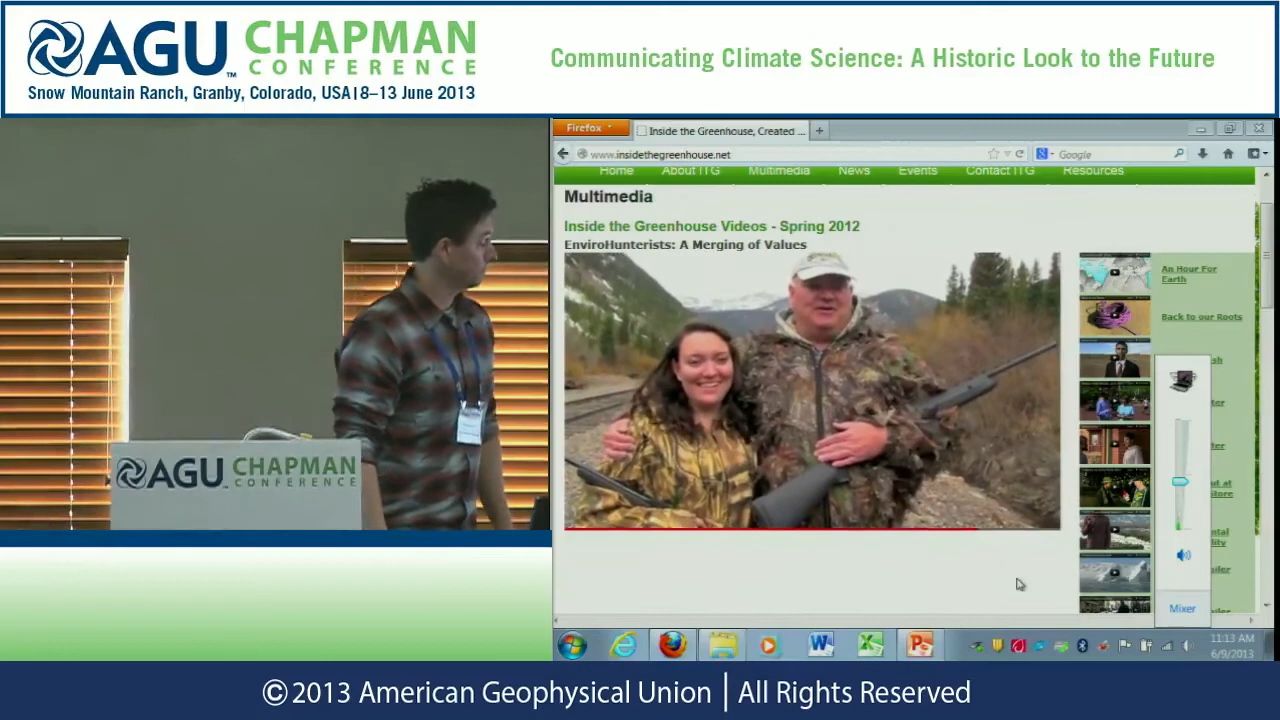 AGU CHAPMAN CONFERENCE
TM
Communicating Climate Science: A Historic Look to the Future
Snow Mountain Ranch, Granby, Colorado, USA|8–13 June 2013
Firefox
Inside the Greenhouse, Created ...
www.insidethegreenhouse.net
Google
Home About ITG Multimedia News Events Contact ITG Resources
Multimedia
Inside the Greenhouse Videos - Spring 2012
EnviroHunterists: A Merging of Values
An Hour For
Earth
Back to our Roots
Mixer
AGU CHAPMAN
CONFERENCE
11:13 AM
6/9/2013
©2013 American Geophysical Union | All Rights Reserved